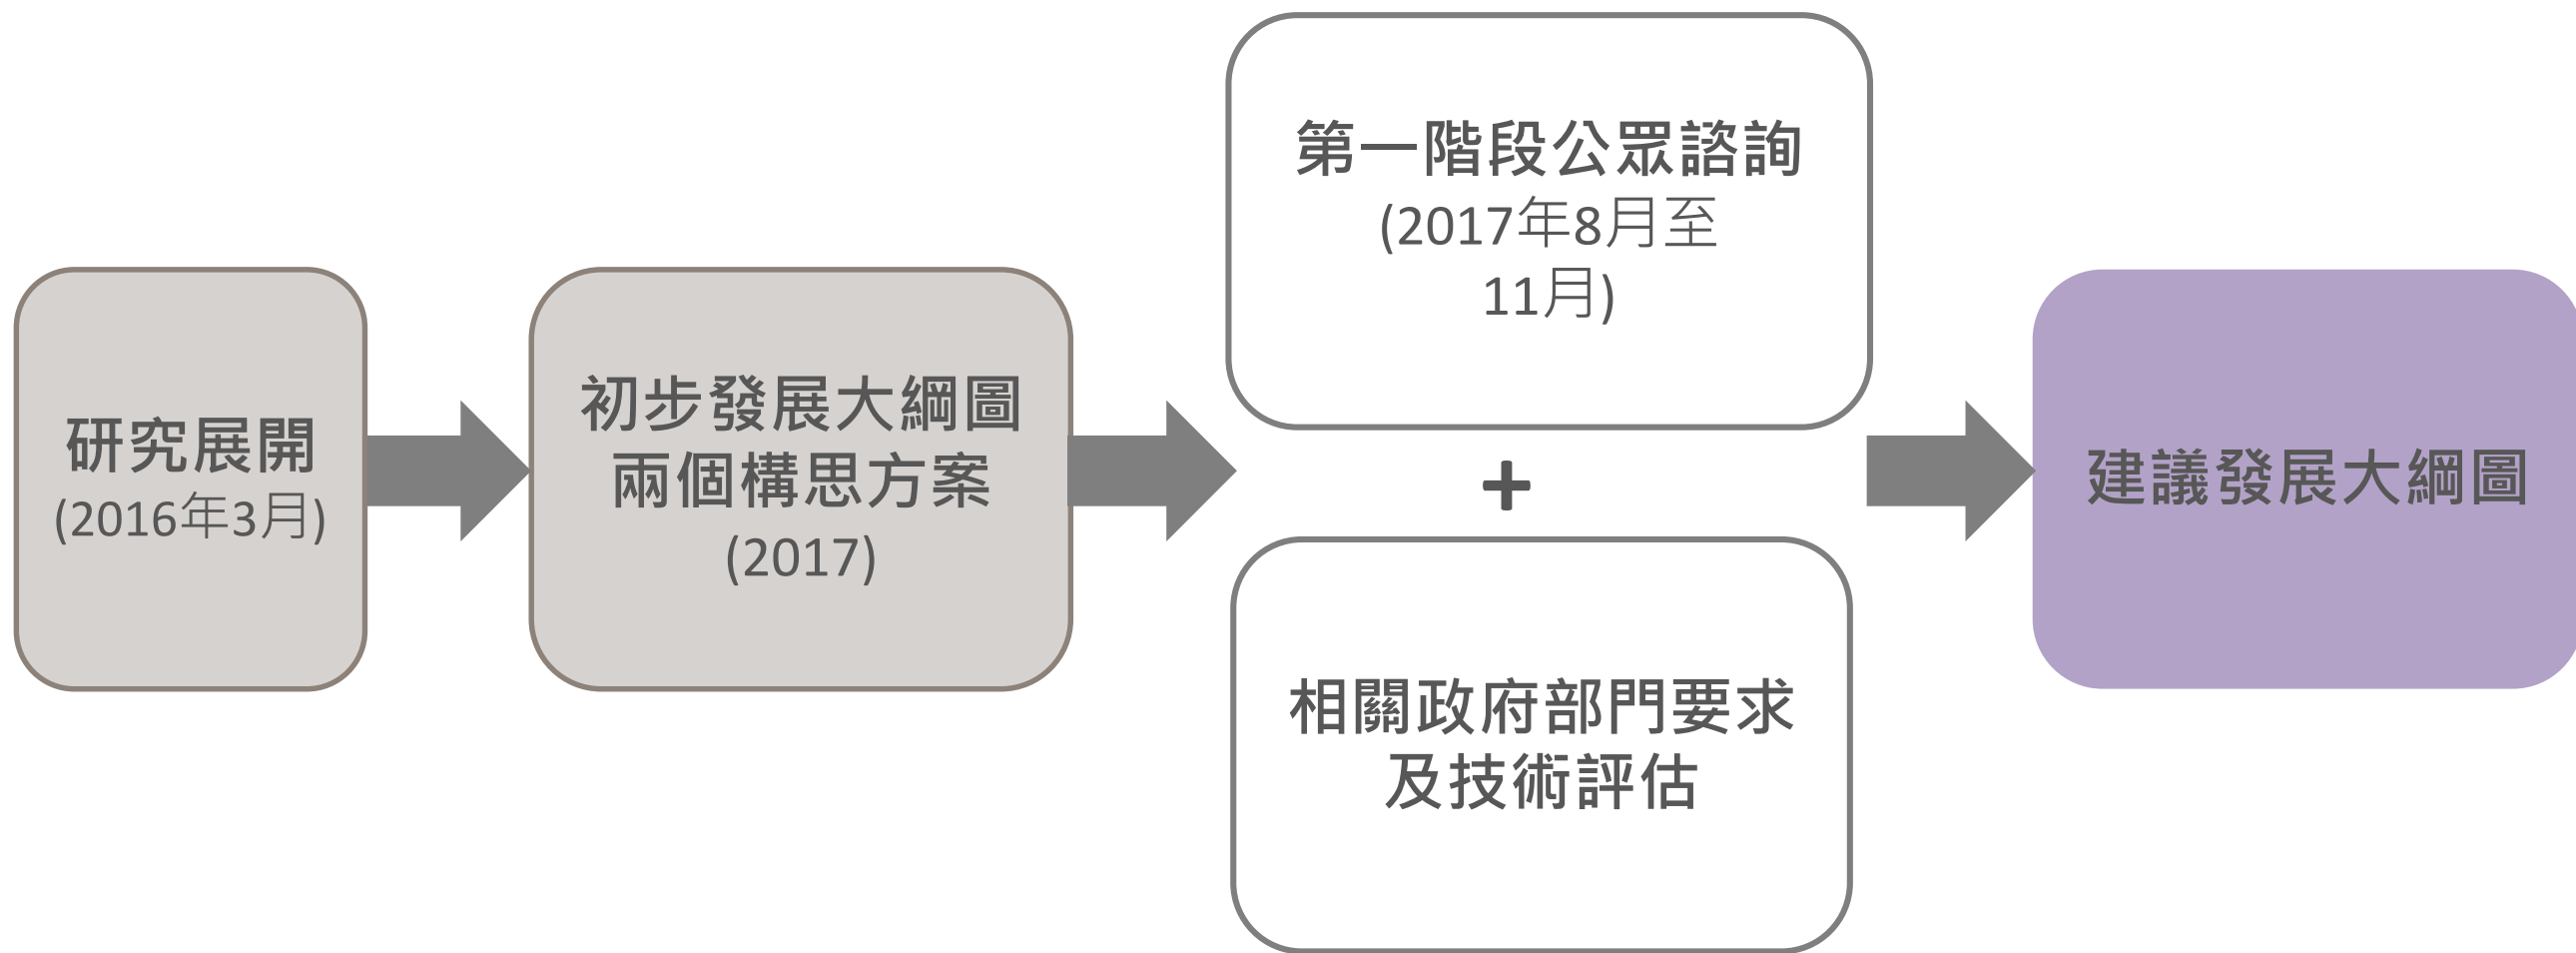 研究展開
(2016年3月)
初步發展大綱圖
兩個構思方案
(2017)
第一階段公眾諮詢
(2017年8月至
11月)
+
相關政府部門要求
及技術評估
建議發展大綱圖